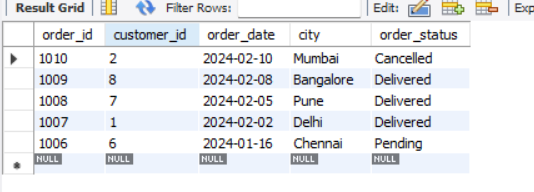 Result Grid Filter Rows: Edit: Exp
order_id customer_id order_date city order_status
1010 2 2024-02-10 Mumbai Cancelled
1009 8 2024-02-08 Bangalore Delivered
1008 7 2024-02-05 Pune Delivered
1007 1 2024-02-02 Delhi Delivered
1006 6 2024-01-16 Chennai Pending
NULL NULL NULL NULL NULL